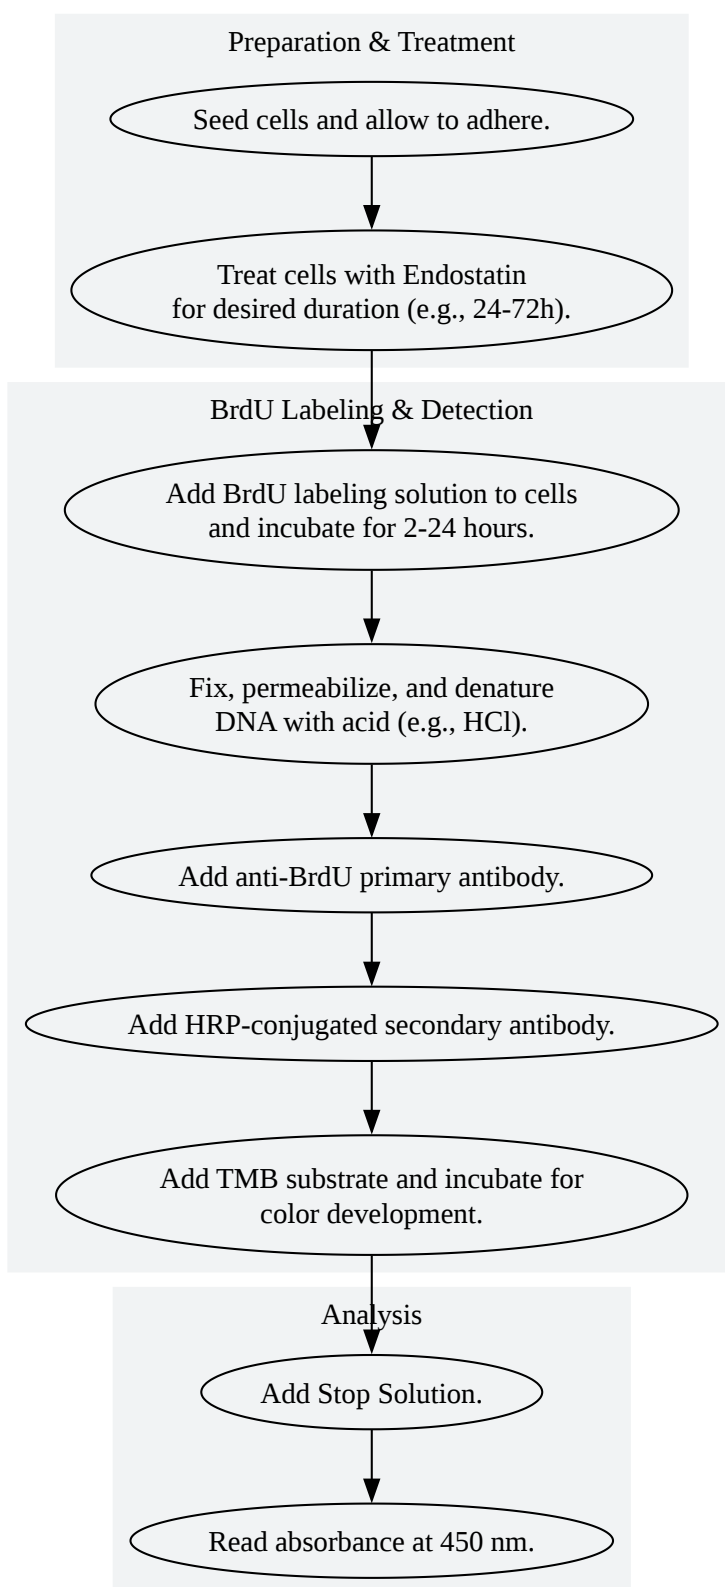 Preparation & Treatment
Seed cells and allow to adhere.
Treat cells with Endostatin
for desired duration (e.g., 24-72h).
BrdU Labeling & Detection
Add BrdU labeling solution to cells
and incubate for 2-24 hours.
Fix, permeabilize, and denature
DNA with acid (e.g., HCl).
Add anti-BrdU primary antibody.
Add HRP-conjugated secondary antibody.
Add TMB substrate and incubate for
color development.
Analysis
Add Stop Solution.
Read absorbance at 450 nm.